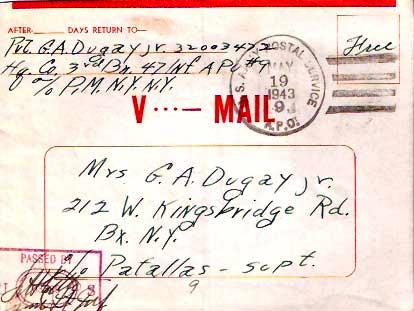 AFTER DAYS RETURN TO—
Pvt. G.A. Dugay jr. 32003472
Hq. Co. 3rd Bn. 47 Inf APO #9
c/o P.M. N.Y. N.Y.
Free
U.S. ARMY POSTAL SERVICE
MAY
19
1943
A.P.O.
V ···— MAIL
Mrs G. A. Dugay jr.
212 W. Kingsbridge Rd.
Bx. N.Y.
c/o Patallas - supt.
PASSED BY
9